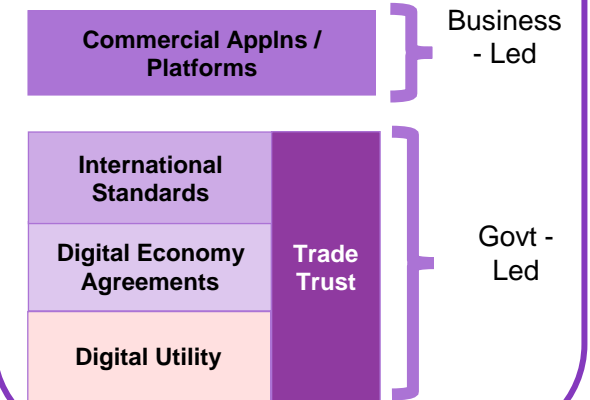 Commercial Applns /
Platforms
Business
- Led
International
Standards
Digital Economy
Agreements
Digital Utility
Trade
Trust
Govt -
Led